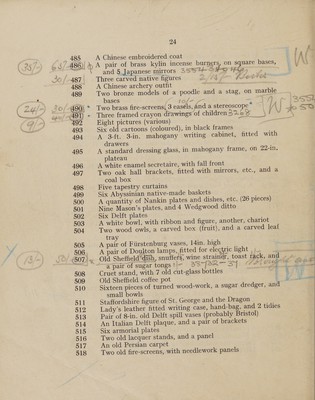 24
485 A Chinese embroidered coat
35/- 486 A pair of brass kylin incense burners, on square bases,
and 5 Japanese mirrors
30/- 487 Three carved native figures
488 A Chinese archery outfit
489 Two bronze models of a poodle and a stag, on marble
bases
24/- 30/- 490 * Two brass fire-screens, 3 easels, and a stereoscope *
9/- 491 * Three framed crayon drawings of children 3268
492 Eight pictures (various)
493 Six old cartoons (coloured), in black frames
494 A 3-ft. 3-in. mahogany writing cabinet, fitted with
drawers
495 A standard dressing glass, in mahogany frame, on 22-in.
plateau
496 A white enamel secretaire, with fall front
497 Two oak hall brackets, fitted with mirrors, etc., and a
coal box
498 Five tapestry curtains
499 Six Abyssinian native-made baskets
500 A quantity of Nankin plates and dishes, etc. (26 pieces)
501 Nine Mason's plates, and 4 Wedgwood ditto
502 Six Delft plates
503 A white bowl, with ribbon and figure, another, chariot
504 Two wood owls, a carved box (fruit), and a carved leaf
tray
505 A pair of Fürstenburg vases, 14in. high
506 A pair of Doulton lamps, fitted for electric light
13/- 507 Old Sheffield dish, muffers, wine strainer, toast rack, and
a pair of sugar tongs
508 Cruet stand, with 7 old cut-glass bottles
509 Old Sheffield coffee pot
510 Sixteen pieces of turned wood-work, a sugar dredger, and
small bowls
511 Staffordshire figure of St. George and the Dragon
512 Lady's leather fitted writing case, hand-bag, and 2 tidies
513 Pair of 8-in. old Delft spill vases (probably Bristol)
514 An Italian Delft plaque, and a pair of brackets
515 Six armorial plates
516 Two old lacquer stands, and a panel
517 An old Persian carpet
518 Two old fire-screens, with needlework panels